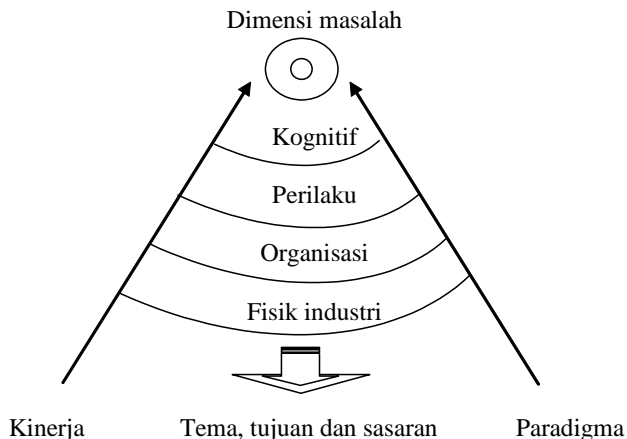 Dimensi masalah
Kognitif
Perilaku
Organisasi
Fisik industri
Kinerja Tema, tujuan dan sasaran Paradigma